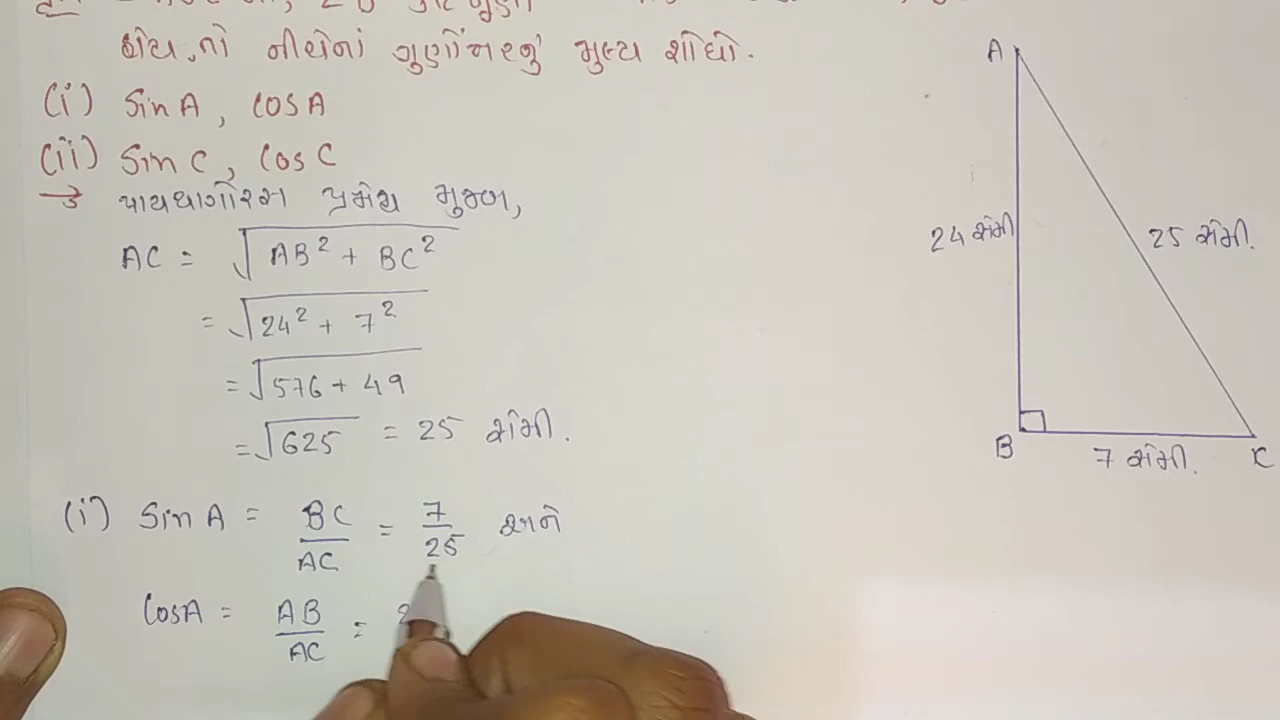 હોય, તો નીચેનાં ગુણોત્તરનું મુલ્ય શોધો.
(i) Sin A, COS A
(ii) Sin C, Cos C
→ પાયથાગોરસ પ્રમેય મુજબ,
AC = √AB² + BC²
= √24² + 7²
= √576 + 49
= √625 = 25 સેમી.
(i) Sin A = BC/AC = 7/25 અને
CosA = AB/AC =
A
24 સેમી
25 સેમી.
B
7 સેમી.
C